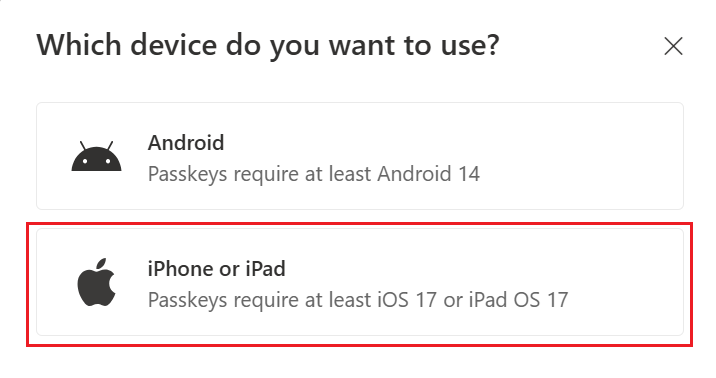 Which device do you want to use?
Android
Passkeys require at least Android 14
iPhone or iPad
Passkeys require at least iOS 17 or iPad OS 17